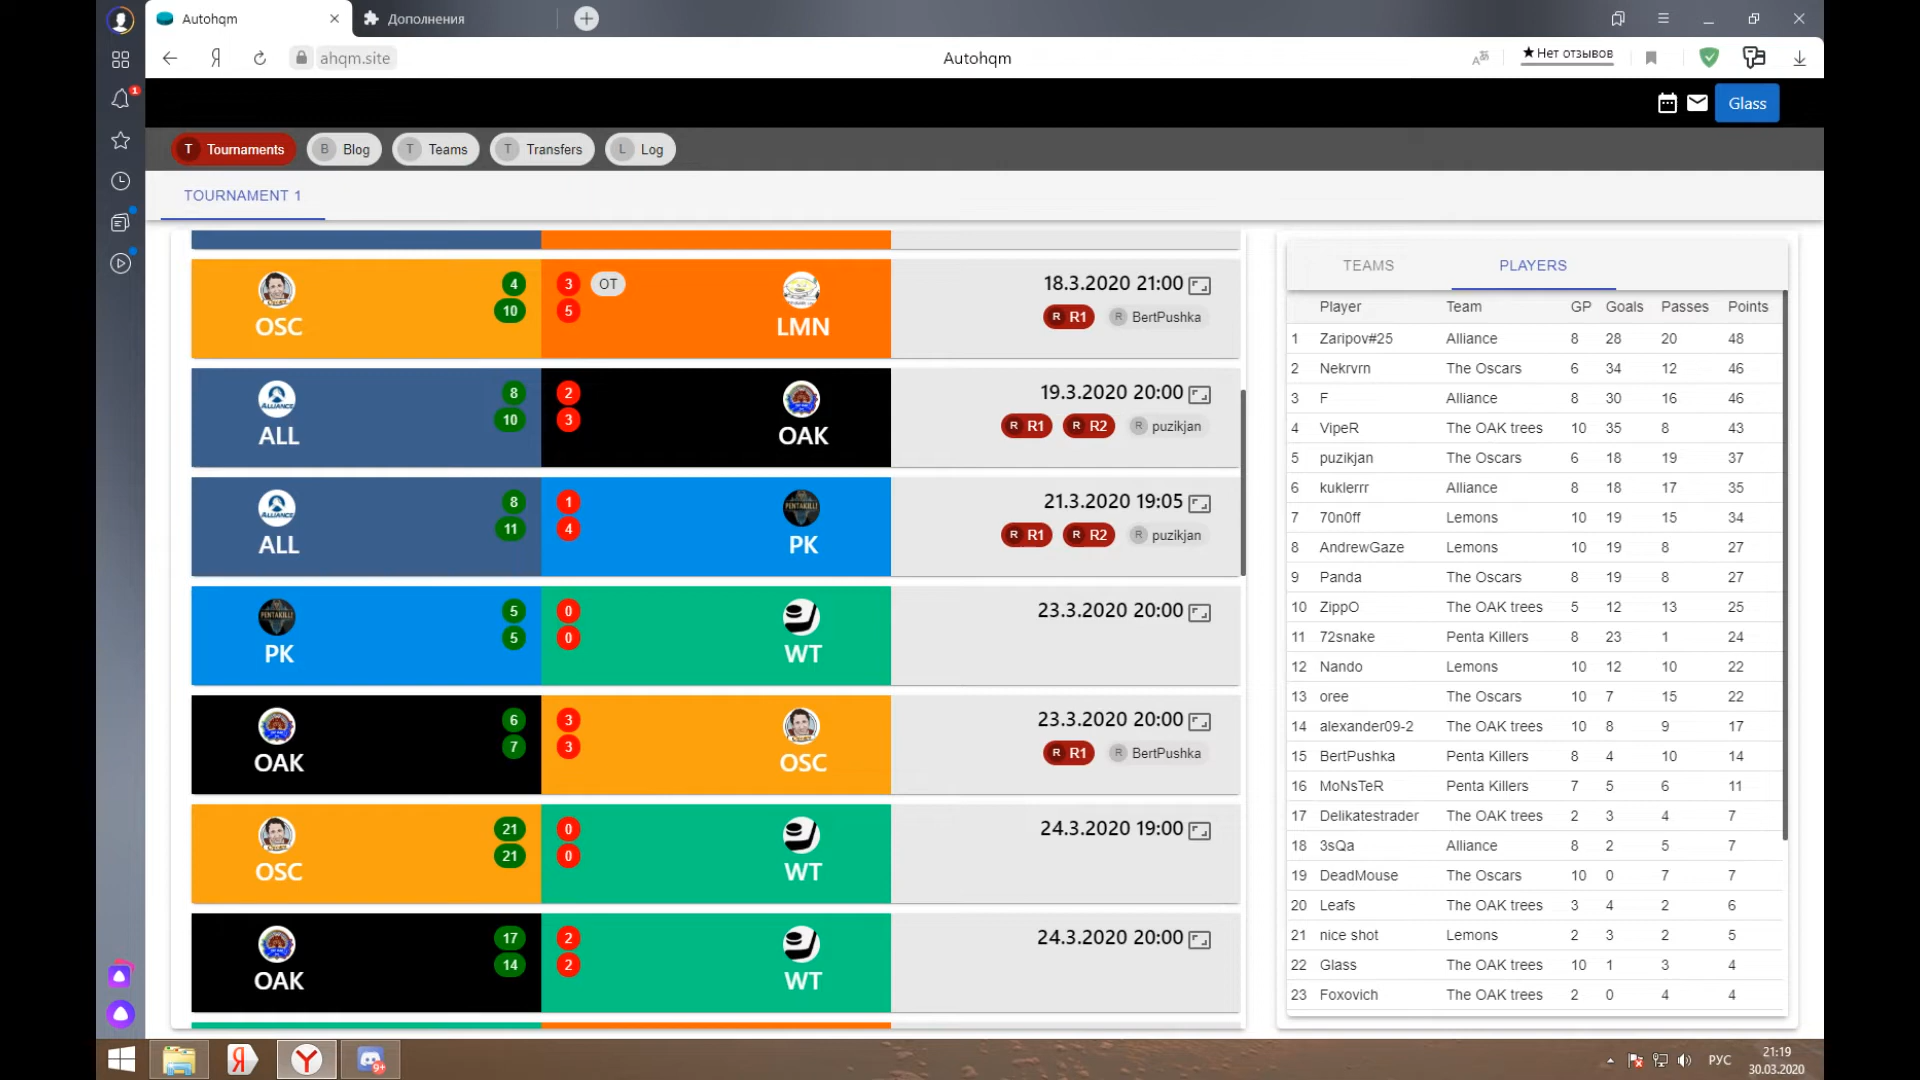 Autohqm
Дополнения
ahqm.site
Autohqm
★Нет отзывов
1
Glass
T Tournaments
B Blog
T Teams
T Transfers
L Log
TOURNAMENT 1
OSC 4 3 OT LMN 18.3.2020 21:00
10 5 R R1 R BertPushka
ALL 8 2 OAK 19.3.2020 20:00
10 3 R R1 R R2 R puzikjan
ALL 8 1 PK 21.3.2020 19:05
11 4 R R1 R R2 R puzikjan
PK 5 0 WT 23.3.2020 20:00
5 0
OAK 6 3 OSC 23.3.2020 20:00
7 3 R R1 R BertPushka
OSC 21 0 WT 24.3.2020 19:00
21 0
OAK 17 2 WT 24.3.2020 20:00
14 2
TEAMS PLAYERS
Player Team GP Goals Passes Points
1 Zaripov#25 Alliance 8 28 20 48
2 Nekrvrn The Oscars 6 34 12 46
3 F Alliance 8 30 16 46
4 VipeR The OAK trees 10 35 8 43
5 puzikjan The Oscars 6 18 19 37
6 kuklerrr Alliance 8 18 17 35
7 70n0ff Lemons 10 19 15 34
8 AndrewGaze Lemons 10 19 8 27
9 Panda The Oscars 8 19 8 27
10 ZippO The OAK trees 5 12 13 25
11 72snake Penta Killers 8 23 1 24
12 Nando Lemons 10 12 10 22
13 oree The Oscars 10 7 15 22
14 alexander09-2 The OAK trees 10 8 9 17
15 BertPushka Penta Killers 8 4 10 14
16 MoNsTeR Penta Killers 7 5 6 11
17 Delikatestrader The OAK trees 2 3 4 7
18 3sQa Alliance 8 2 5 7
19 DeadMouse The Oscars 10 0 7 7
20 Leafs The OAK trees 3 4 2 6
21 nice shot Lemons 2 3 2 5
22 Glass The OAK trees 10 1 3 4
23 Foxovich The OAK trees 2 0 4 4
9+
РУС
21:19
30.03.2020